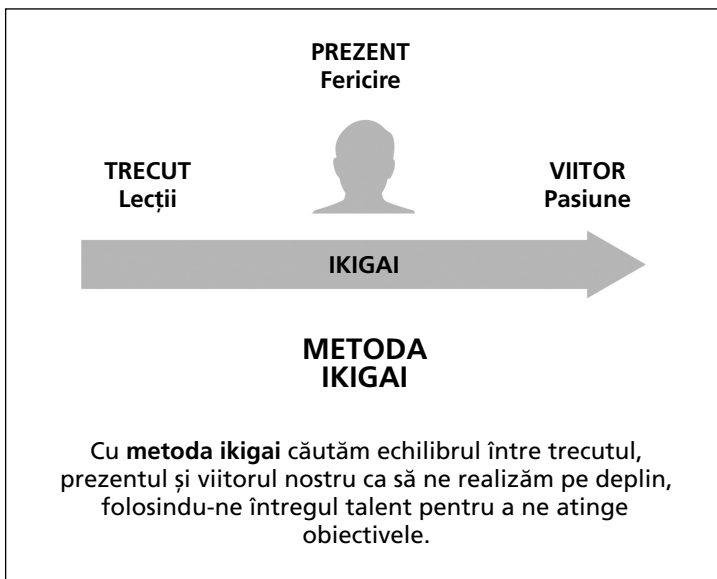 PREZENT
Fericire
TRECUT
Lecții
VIITOR
Pasiune
IKIGAI
METODA
IKIGAI
Cu metoda ikigai căutăm echilibrul între trecutul,
prezentul și viitorul nostru ca să ne realizăm pe deplin,
folosindu-ne întregul talent pentru a ne atinge
obiectivele.